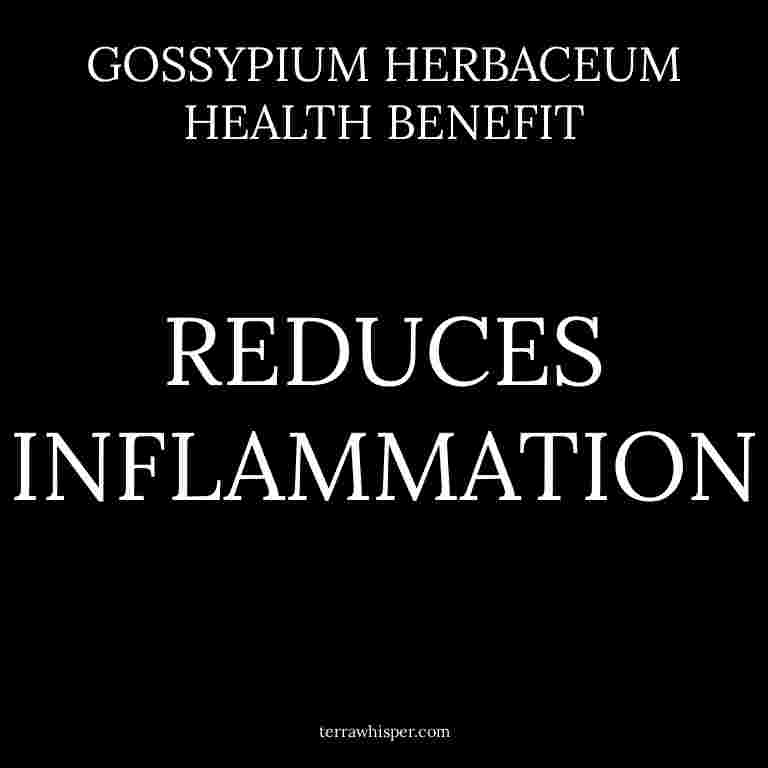 GOSSYPIUM HERBACEUM
HEALTH BENEFIT
REDUCES
INFLAMMATION
terrawhisper.com